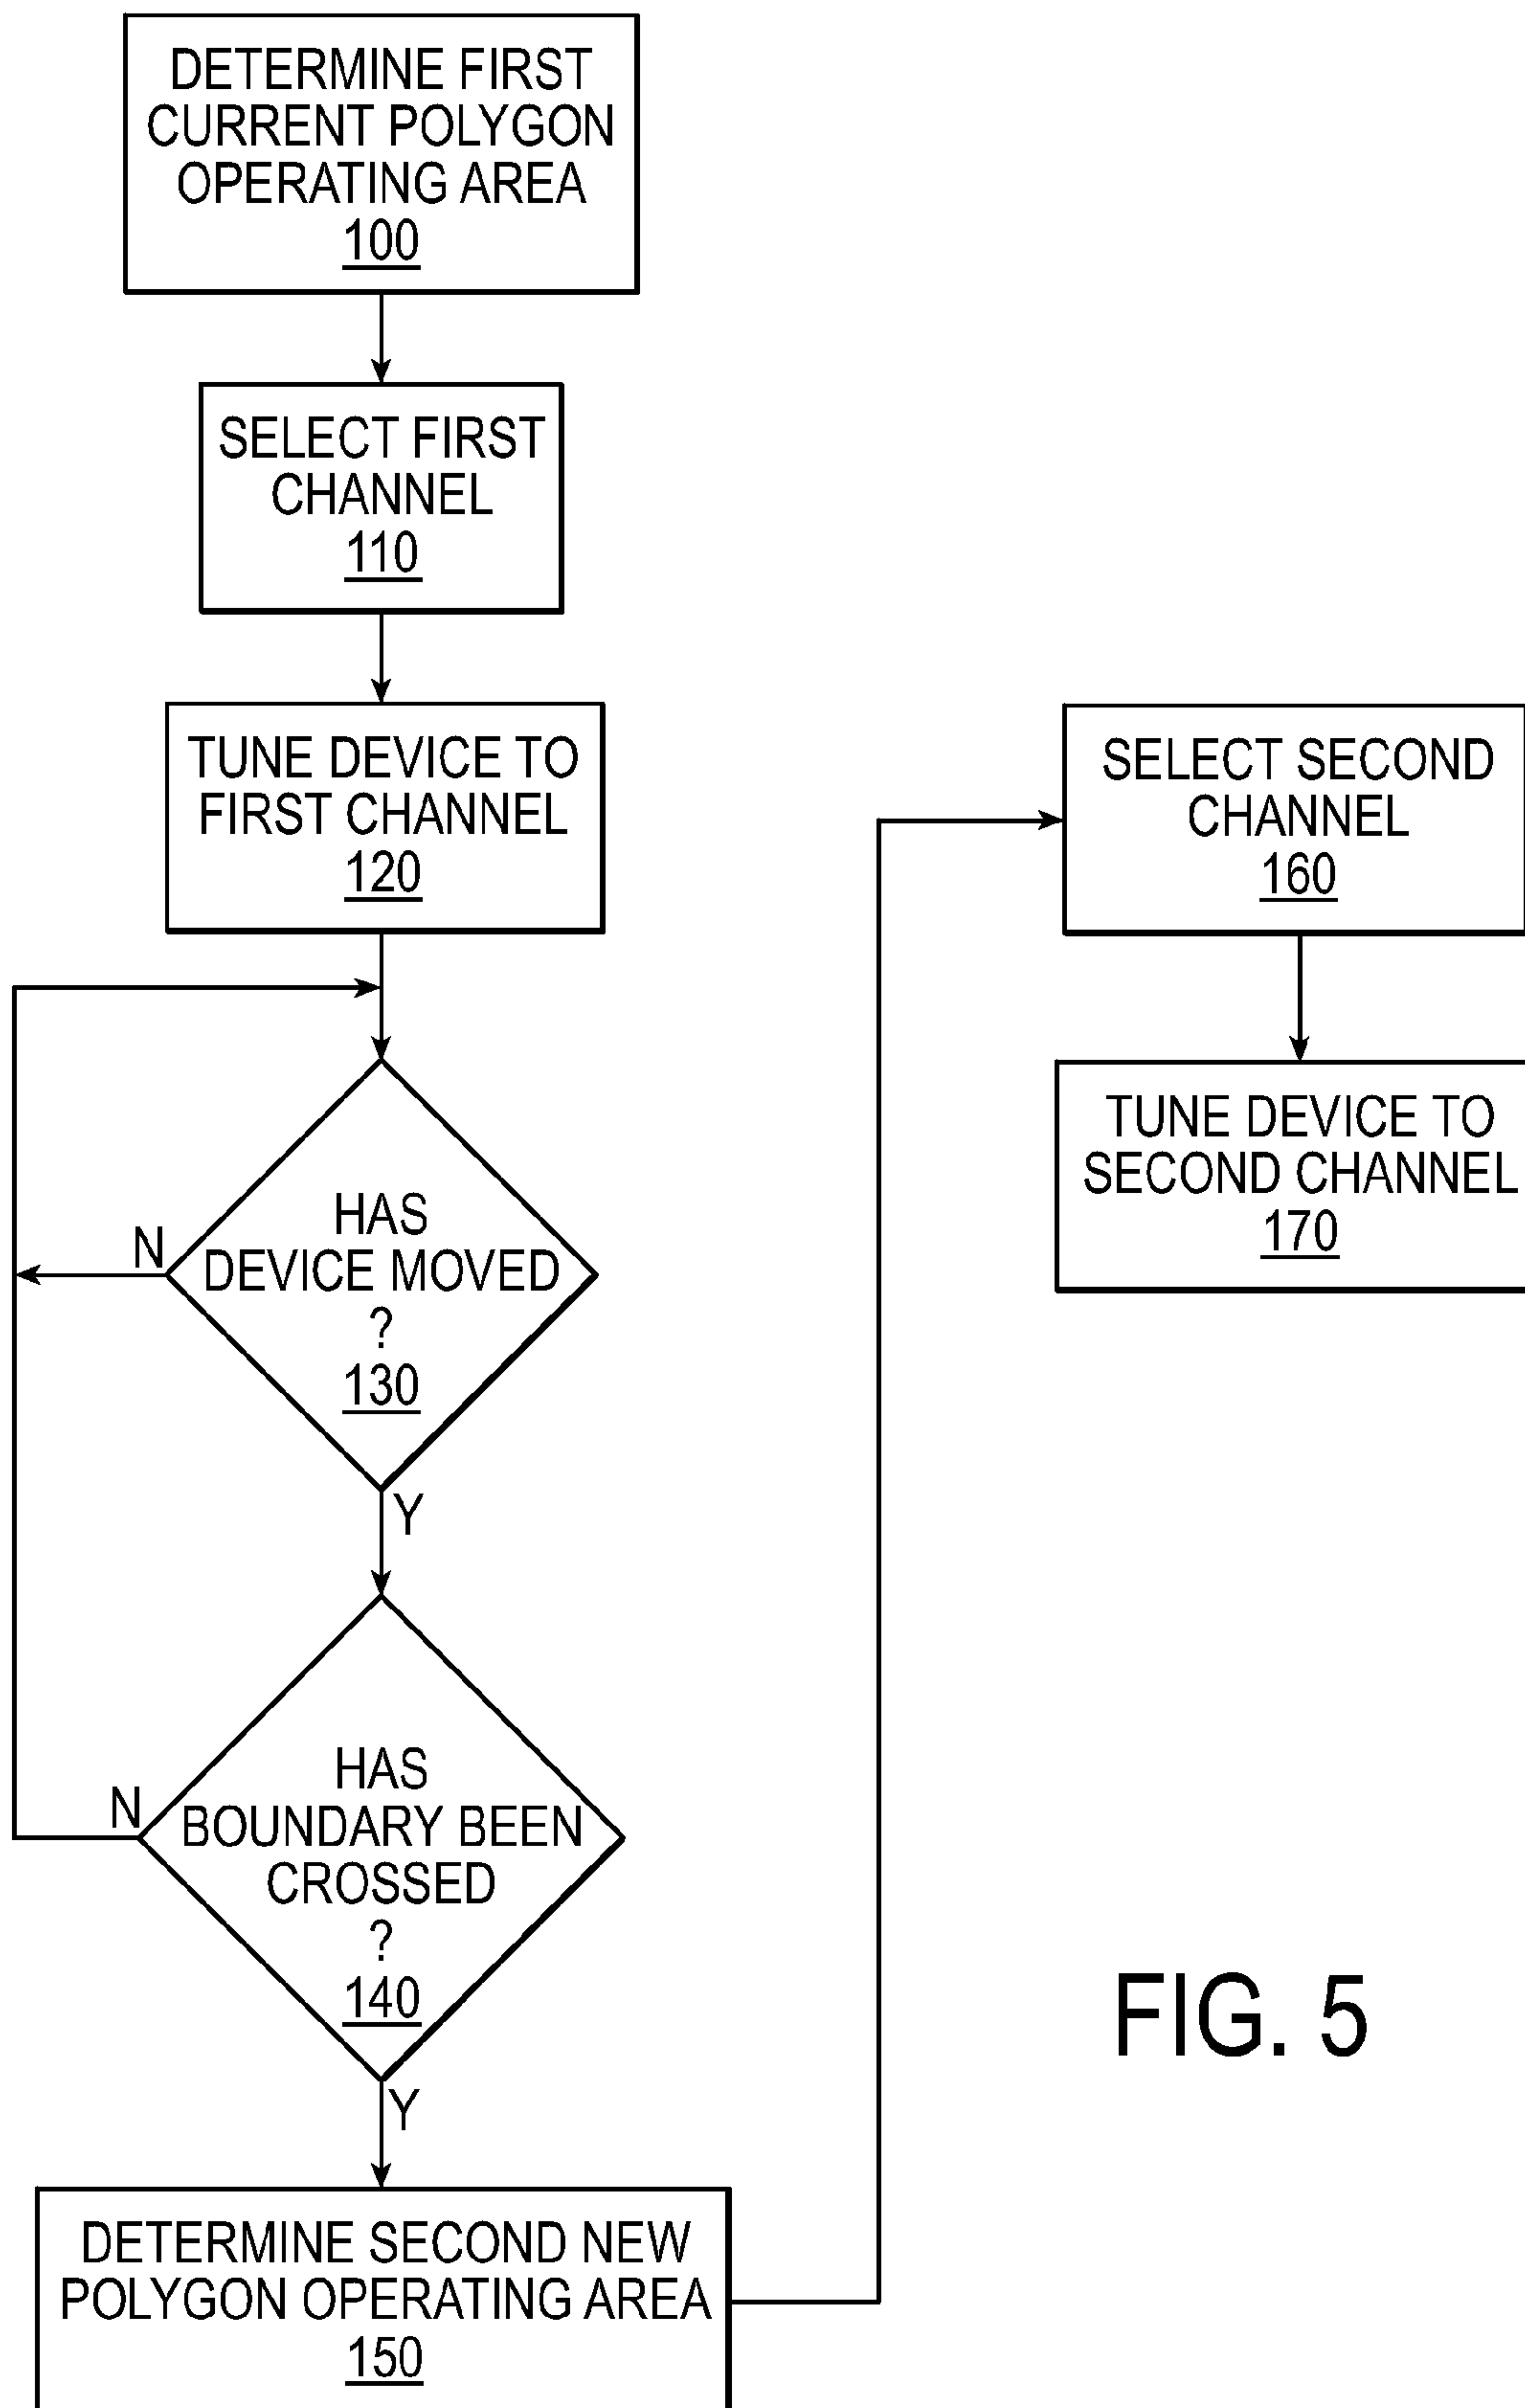 DETERMINE FIRST
CURRENT POLYGON
OPERATING AREA
100
SELECT FIRST
CHANNEL
110
TUNE DEVICE TO
FIRST CHANNEL
120
N
HAS
DEVICE MOVED
?
130
Y
N
HAS
BOUNDARY BEEN
CROSSED
?
140
Y
DETERMINE SECOND NEW
POLYGON OPERATING AREA
150
SELECT SECOND
CHANNEL
160
TUNE DEVICE TO
SECOND CHANNEL
170
FIG. 5